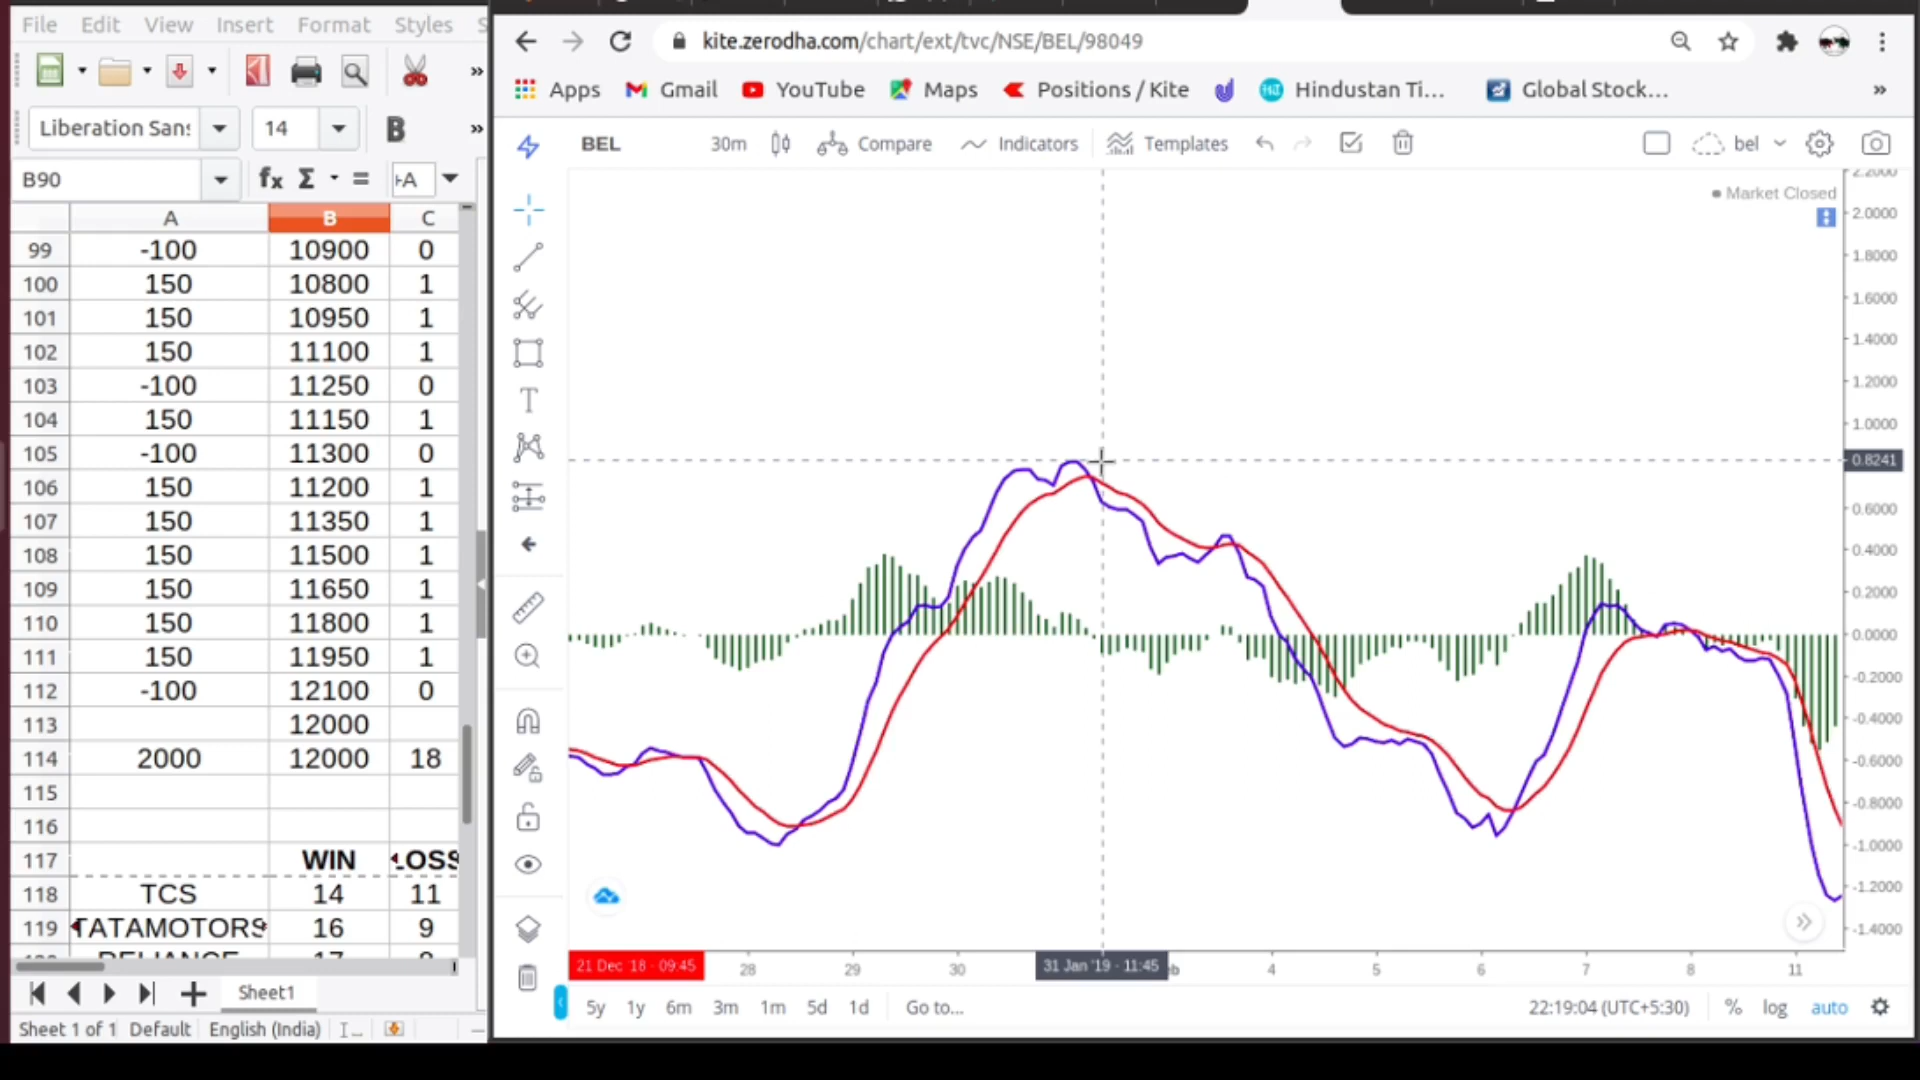 File Edit View Insert Format Styles S
Liberation Sans 14 B
B90 fx Σ = A
A B C
99 -100 10900 0
100 150 10800 1
101 150 10950 1
102 150 11100 1
103 -100 11250 0
104 150 11150 1
105 -100 11300 0
106 150 11200 1
107 150 11350 1
108 150 11500 1
109 150 11650 1
110 150 11800 1
111 150 11950 1
112 -100 12100 0
113 12000
114 2000 12000 18
115
116
117 WIN LOSS
118 TCS 14 11
119 TATAMOTORS 16 9
RELIANCE 17
Sheet1
Sheet 1 of 1 Default English (India)
kite.zerodha.com/chart/ext/tvc/NSE/BEL/98049
Apps Gmail YouTube Maps Positions / Kite Hindustan Ti... Global Stock... »
BEL 30m Compare Indicators Templates bel
Market Closed
2.2000
2.0000
1.8000
1.6000
1.4000
1.2000
1.0000
0.8241
0.6000
0.4000
0.2000
0.0000
-0.2000
-0.4000
-0.6000
-0.8000
-1.0000
-1.2000
-1.4000
21 Dec '18 - 09:45 28 29 30 31 Jan '19 - 11:45 eb 4 5 6 7 8 11
5y 1y 6m 3m 1m 5d 1d Go to... 22:19:04 (UTC+5:30) % log auto